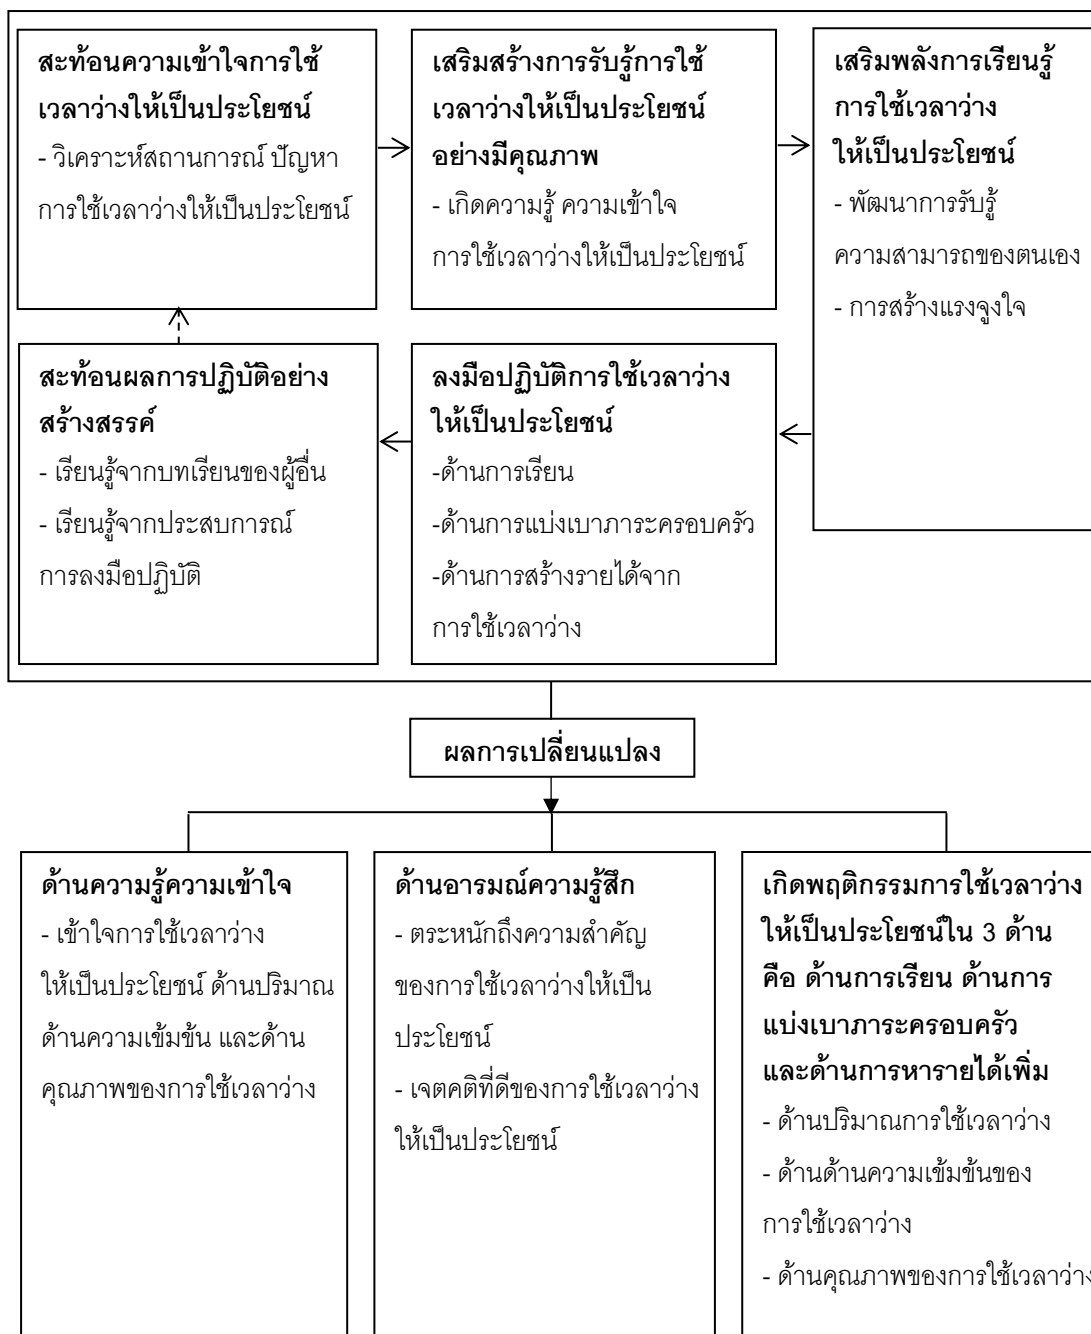 สะท้อนความเข้าใจการใช้
เวลาว่างให้เป็นประโยชน์
- วิเคราะห์สถานการณ์ ปัญหา
การใช้เวลาว่างให้เป็นประโยชน์
เสริมสร้างการรับรู้การใช้
เวลาว่างให้เป็นประโยชน์
อย่างมีคุณภาพ
- เกิดความรู้ ความเข้าใจ
การใช้เวลาว่างให้เป็นประโยชน์
เสริมพลังการเรียนรู้
การใช้เวลาว่าง
ให้เป็นประโยชน์
- พัฒนาการรับรู้
ความสามารถของตนเอง
- การสร้างแรงจูงใจ
สะท้อนผลการปฏิบัติอย่าง
สร้างสรรค์
- เรียนรู้จากบทเรียนของผู้อื่น
- เรียนรู้จากประสบการณ์
การลงมือปฏิบัติ
ลงมือปฏิบัติการใช้เวลาว่าง
ให้เป็นประโยชน์
-ด้านการเรียน
-ด้านการแบ่งเบาภาระครอบครัว
-ด้านการสร้างรายได้จาก
การใช้เวลาว่าง
ผลการเปลี่ยนแปลง
ด้านความรู้ความเข้าใจ
- เข้าใจการใช้เวลาว่าง
ให้เป็นประโยชน์ ด้านปริมาณ
ด้านความเข้มข้น และด้าน
คุณภาพของการใช้เวลาว่าง
ด้านอารมณ์ความรู้สึก
- ตระหนักถึงความสำคัญ
ของการใช้เวลาว่างให้เป็น
ประโยชน์
- เจตคติที่ดีของการใช้เวลาว่าง
ให้เป็นประโยชน์
เกิดพฤติกรรมการใช้เวลาว่าง
ให้เป็นประโยชน์ใน 3 ด้าน
คือ ด้านการเรียน ด้านการ
แบ่งเบาภาระครอบครัว
และด้านการหารายได้เพิ่ม
- ด้านปริมาณการใช้เวลาว่าง
- ด้านด้านความเข้มข้นของ
การใช้เวลาว่าง
- ด้านคุณภาพของการใช้เวลาว่าง